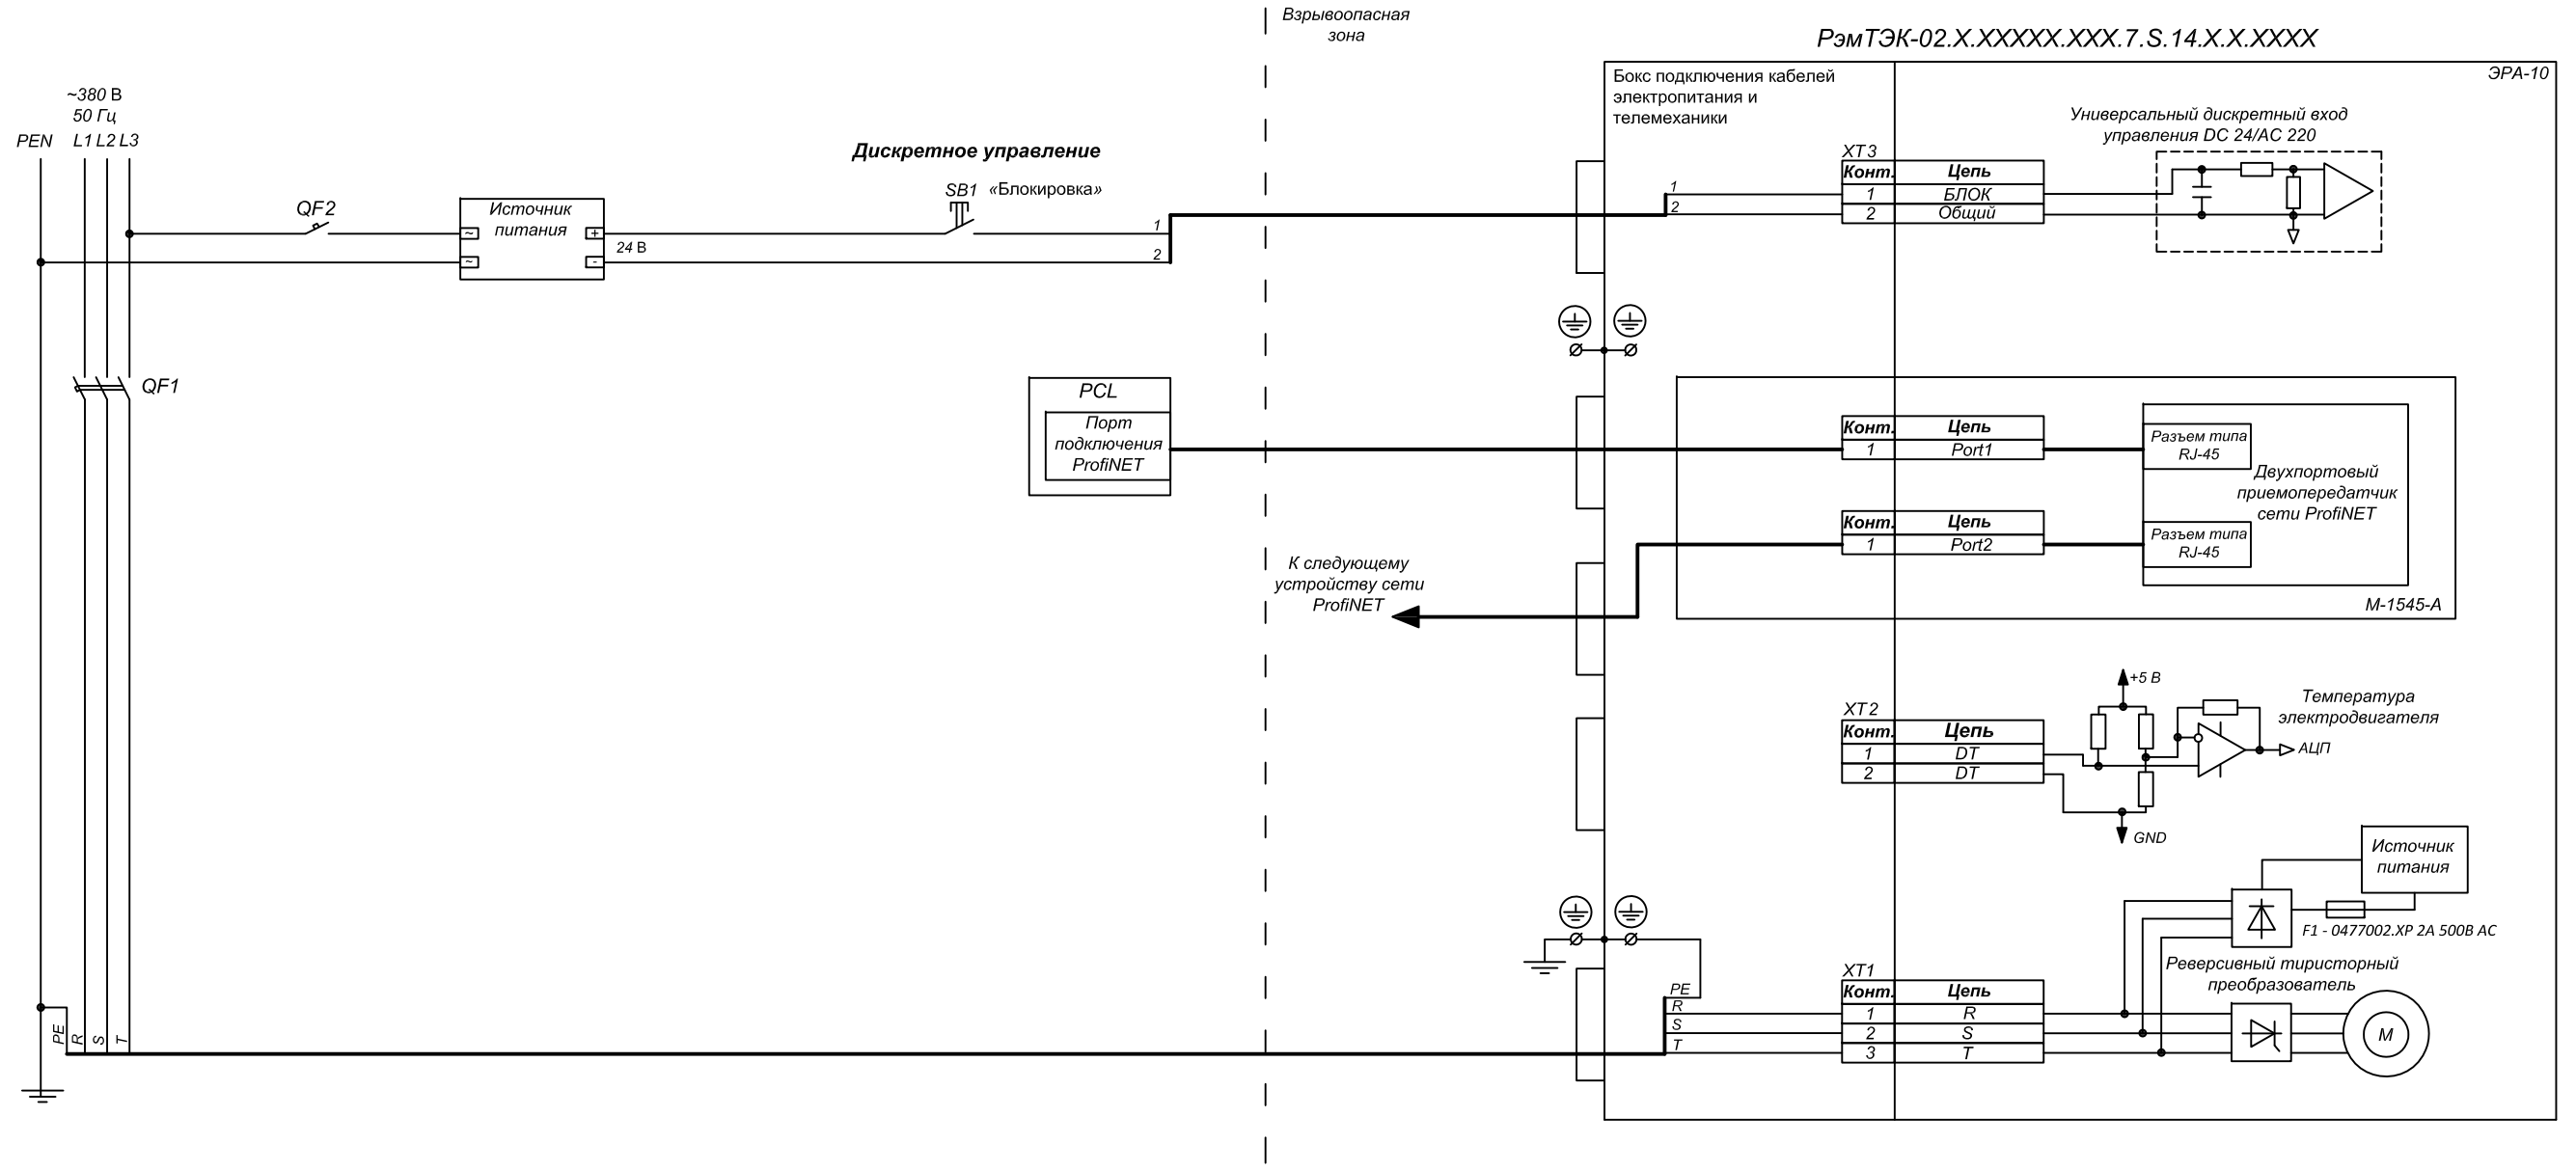 Взрывоопасная
зона
РэмТЭК-02.X.XXXXX.XXX.7.S.14.X.X.XXXX
~380 В
50 Гц
PEN
L1 L2 L3
QF2
Источник
питания
~
~
+
-
24 В
Дискретное управление
SB1 «Блокировка»
1
2
QF1
Бокс подключения кабелей
электропитания и
телемеханики
ЭРА-10
1
2
XT3
Конт. Цепь
1 БЛОК
2 Общий
Универсальный дискретный вход
управления DC 24/AC 220
PCL
Порт
подключения
ProfiNET
Конт. Цепь
1 Port1
Разъем типа
RJ-45
Двухпортовый
приемопередатчик
сети ProfiNET
Конт. Цепь
1 Port2
Разъем типа
RJ-45
М-1545-А
К следующему
устройству сети
ProfiNET
XT2
Конт. Цепь
1 DT
2 DT
+5 В
GND
АЦП
Температура
электродвигателя
Источник
питания
F1 - 0477002.XP 2A 500В AC
Реверсивный тиристорный
преобразователь
M
XT1
Конт. Цепь
1 R
2 S
3 T
PE
R
S
T
PE
R
S
T